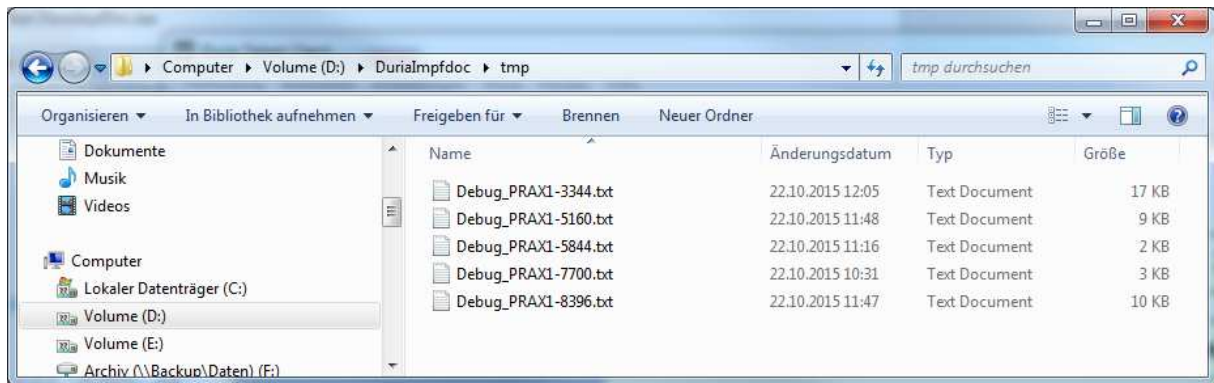 Computer ▸ Volume (D:) ▸ DuriaImpfdoc ▸ tmp
tmp durchsuchen
Organisieren In Bibliothek aufnehmen Freigeben für Brennen Neuer Ordner
Dokumente
Musik
Videos
Computer
Lokaler Datenträger (C:)
Volume (D:)
Volume (E:)
Archiv (\\Backup\Daten) (F:)
Name Änderungsdatum Typ Größe
Debug_PRAX1-3344.txt 22.10.2015 12:05 Text Document 17 KB
Debug_PRAX1-5160.txt 22.10.2015 11:48 Text Document 9 KB
Debug_PRAX1-5844.txt 22.10.2015 11:16 Text Document 2 KB
Debug_PRAX1-7700.txt 22.10.2015 10:31 Text Document 3 KB
Debug_PRAX1-8396.txt 22.10.2015 11:47 Text Document 10 KB